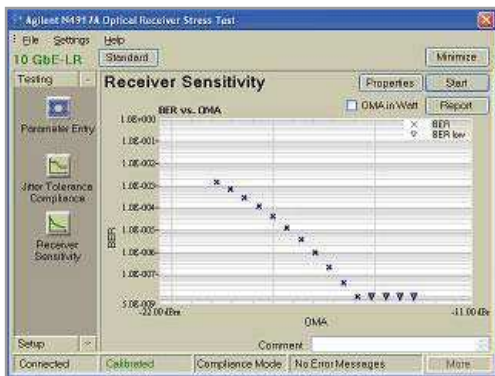 Agilent N4917A Optical Receiver Stress Test
File Settings Help
10 GbE-LR Standard Minimize
Testing
Receiver Sensitivity
Properties Start
OMA in Watt Report
Parameter Entry
Jitter Tolerance Compliance
Receiver Sensitivity
BER vs. OMA
BER
BER low
1.0E+000
1.0E-001
1.0E-002
1.0E-003
1.0E-004
1.0E-005
1.0E-006
1.0E-007
5.0E-009
BER
-22.00 dBm
-11.00 dBm
OMA
Setup
Comment
Connected Calibrated Compliance Mode No Error Messages More